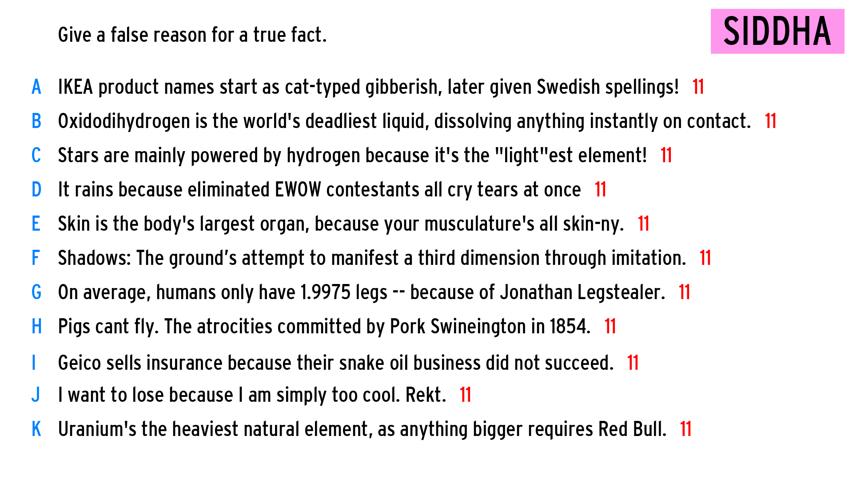 Give a false reason for a true fact.
SIDDHA
A IKEA product names start as cat-typed gibberish, later given Swedish spellings! 11
B Oxidodihydrogen is the world's deadliest liquid, dissolving anything instantly on contact. 11
C Stars are mainly powered by hydrogen because it's the "light"est element! 11
D It rains because eliminated EWOW contestants all cry tears at once 11
E Skin is the body's largest organ, because your musculature's all skin-ny. 11
F Shadows: The ground’s attempt to manifest a third dimension through imitation. 11
G On average, humans only have 1.9975 legs -- because of Jonathan Legstealer. 11
H Pigs cant fly. The atrocities committed by Pork Swineington in 1854. 11
I Geico sells insurance because their snake oil business did not succeed. 11
J I want to lose because I am simply too cool. Rekt. 11
K Uranium's the heaviest natural element, as anything bigger requires Red Bull. 11